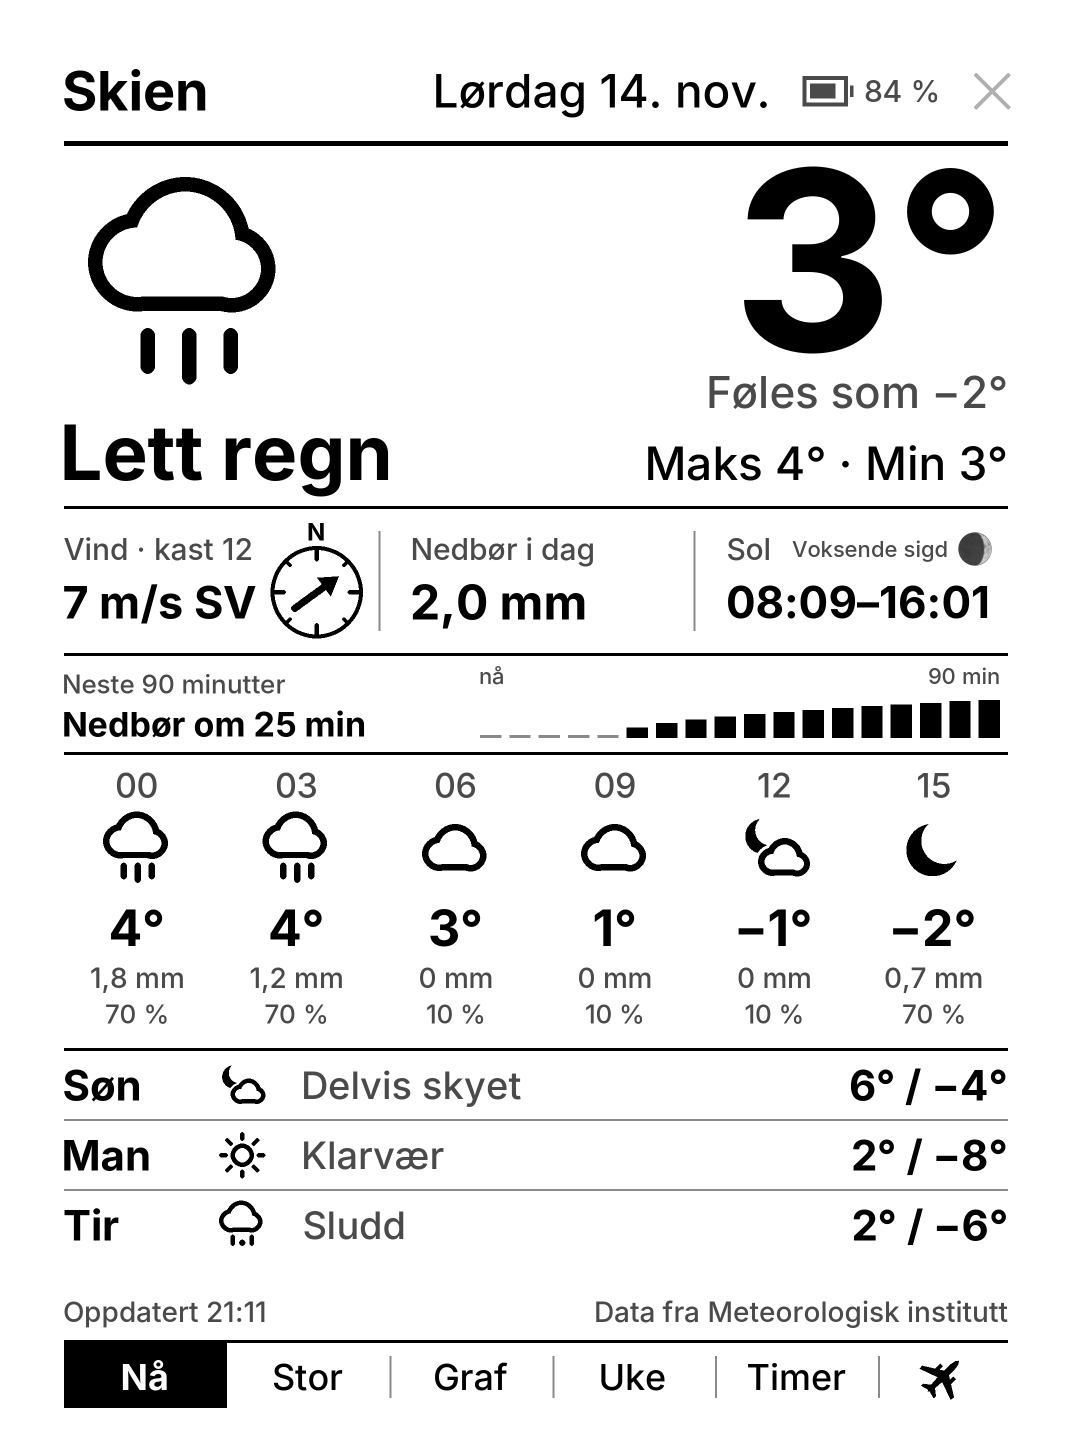 Skien Lørdag 14. nov. 84 %
3°
Føles som −2°
Lett regn Maks 4° · Min 3°
Vind · kast 12 N Nedbør i dag Sol Voksende sigd
7 m/s SV 2,0 mm 08:09–16:01
Neste 90 minutter nå 90 min
Nedbør om 25 min
00 03 06 09 12 15
4° 4° 3° 1° −1° −2°
1,8 mm 1,2 mm 0 mm 0 mm 0 mm 0,7 mm
70 % 70 % 10 % 10 % 10 % 70 %
Søn Delvis skyet 6° / −4°
Man Klarvær 2° / −8°
Tir Sludd 2° / −6°
Oppdatert 21:11 Data fra Meteorologisk institutt
Nå Stor Graf Uke Timer